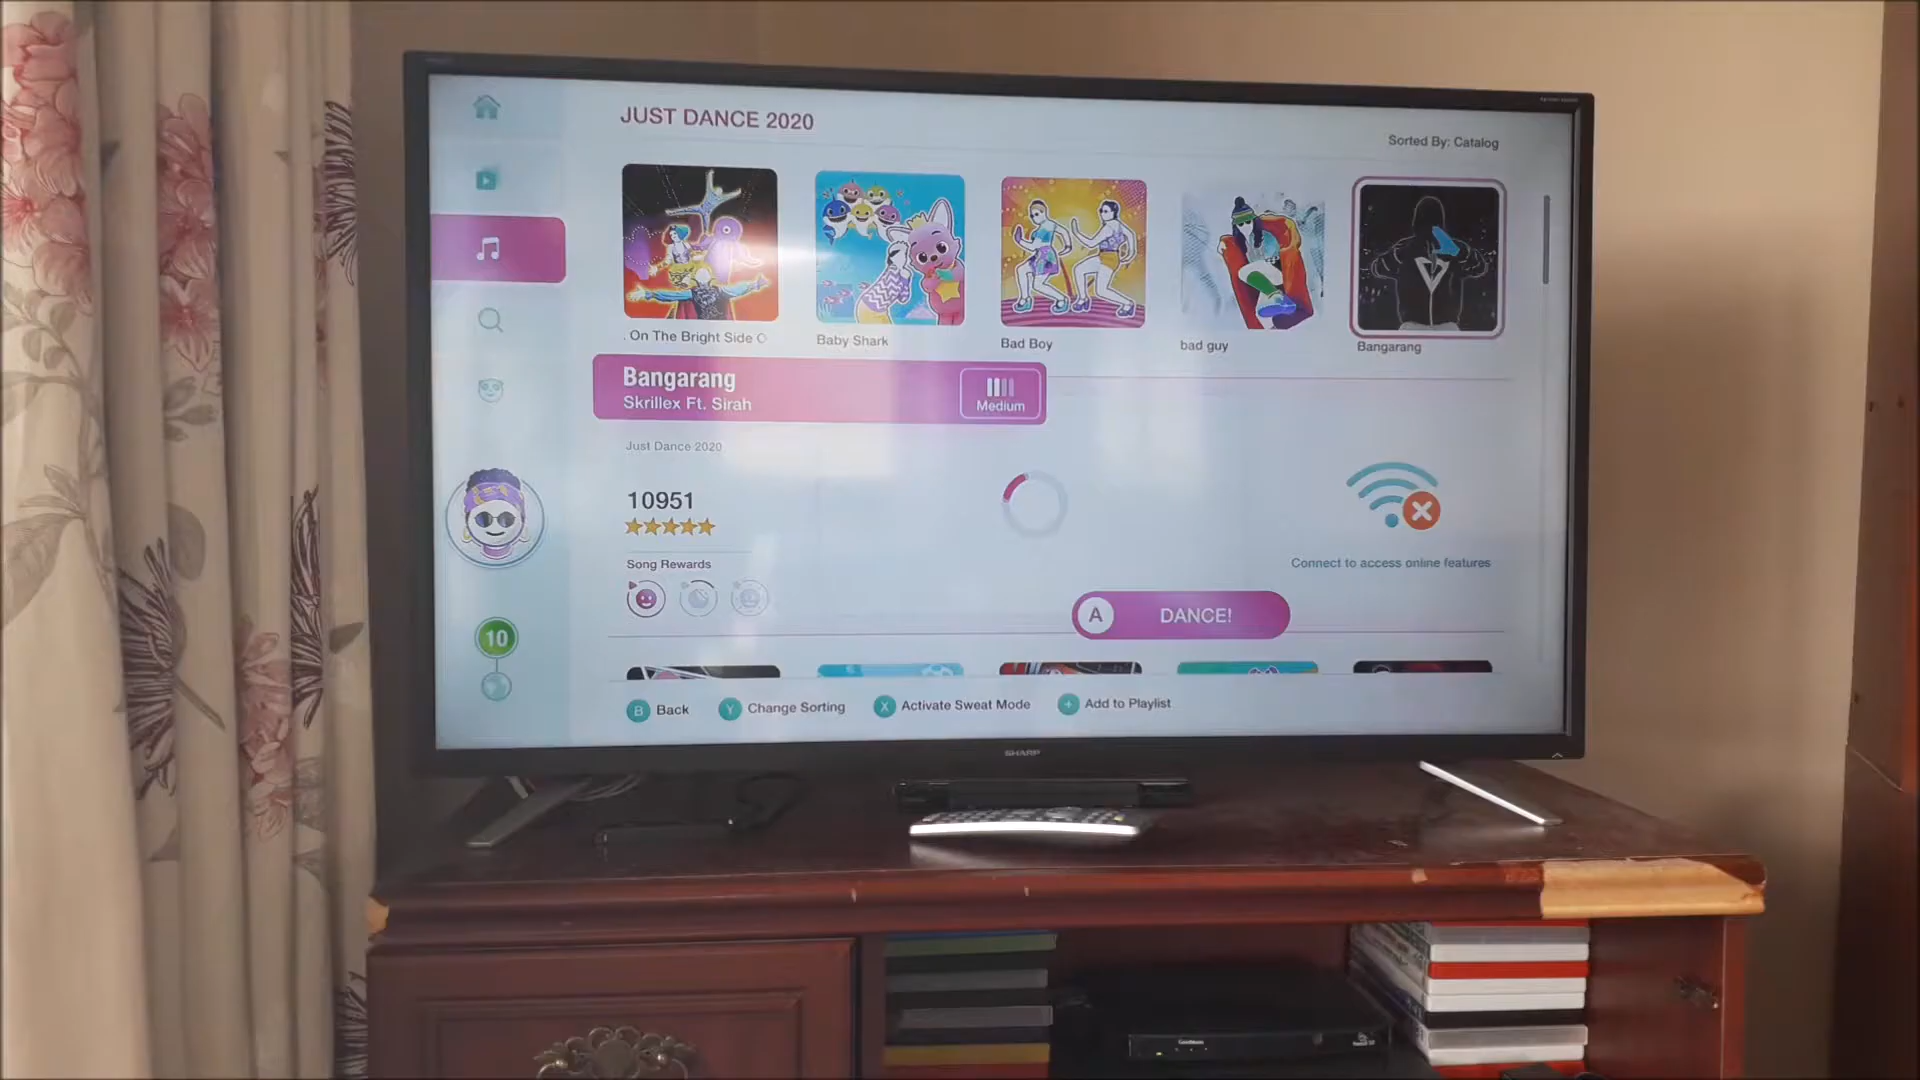 JUST DANCE 2020
Sorted By: Catalog
. On The Bright Side O
Baby Shark
Bad Boy
bad guy
Bangarang
Bangarang
Skrillex Ft. Sirah
Medium
Just Dance 2020
10951
Song Rewards
Connect to access online features
A DANCE!
10
B Back
Y Change Sorting
X Activate Sweat Mode
+ Add to Playlist
SHARP